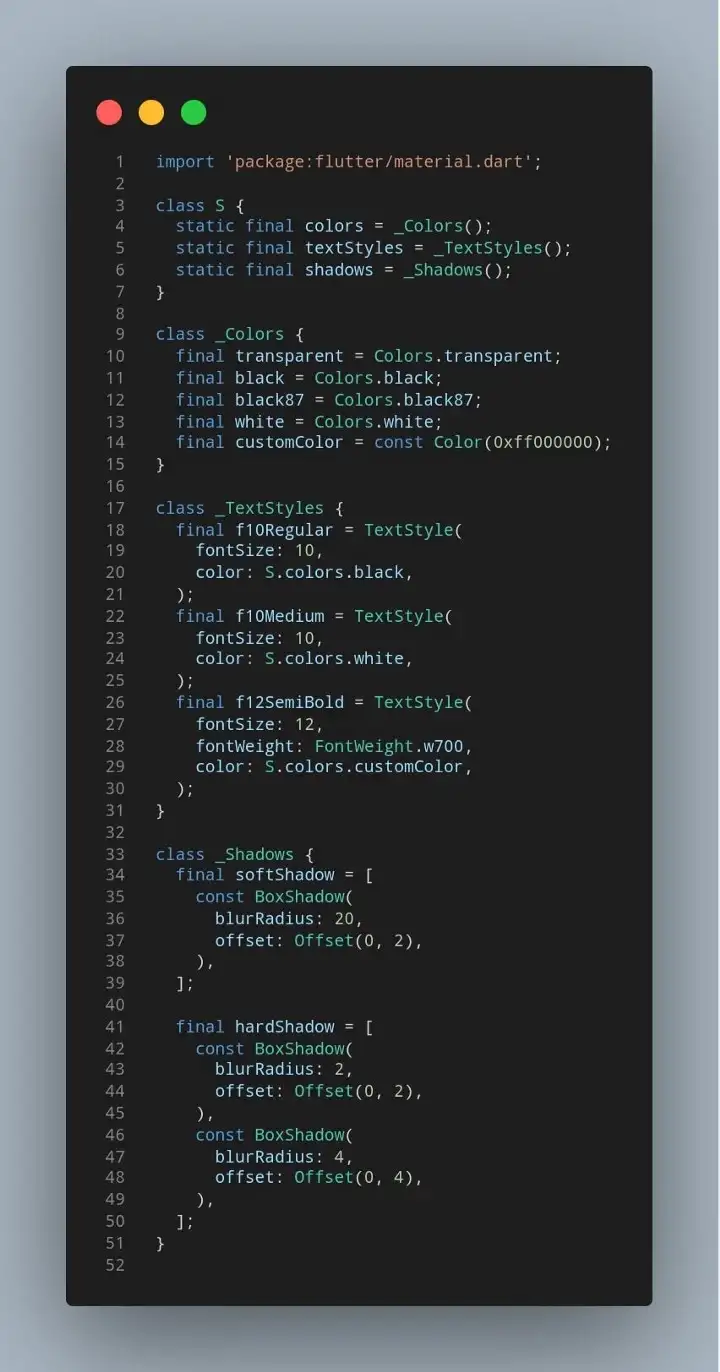 1 import 'package:flutter/material.dart';
2
3 class S {
4   static final colors = _Colors();
5   static final textStyles = _TextStyles();
6   static final shadows = _Shadows();
7 }
8
9 class _Colors {
10   final transparent = Colors.transparent;
11   final black = Colors.black;
12   final black87 = Colors.black87;
13   final white = Colors.white;
14   final customColor = const Color(0xff000000);
15 }
16
17 class _TextStyles {
18   final f10Regular = TextStyle(
19     fontSize: 10,
20     color: S.colors.black,
21   );
22   final f10Medium = TextStyle(
23     fontSize: 10,
24     color: S.colors.white,
25   );
26   final f12SemiBold = TextStyle(
27     fontSize: 12,
28     fontWeight: FontWeight.w700,
29     color: S.colors.customColor,
30   );
31 }
32
33 class _Shadows {
34   final softShadow = [
35     const BoxShadow(
36       blurRadius: 20,
37       offset: Offset(0, 2),
38     ),
39   ];
40
41   final hardShadow = [
42     const BoxShadow(
43       blurRadius: 2,
44       offset: Offset(0, 2),
45     ),
46     const BoxShadow(
47       blurRadius: 4,
48       offset: Offset(0, 4),
49     ),
50   ];
51 }
52